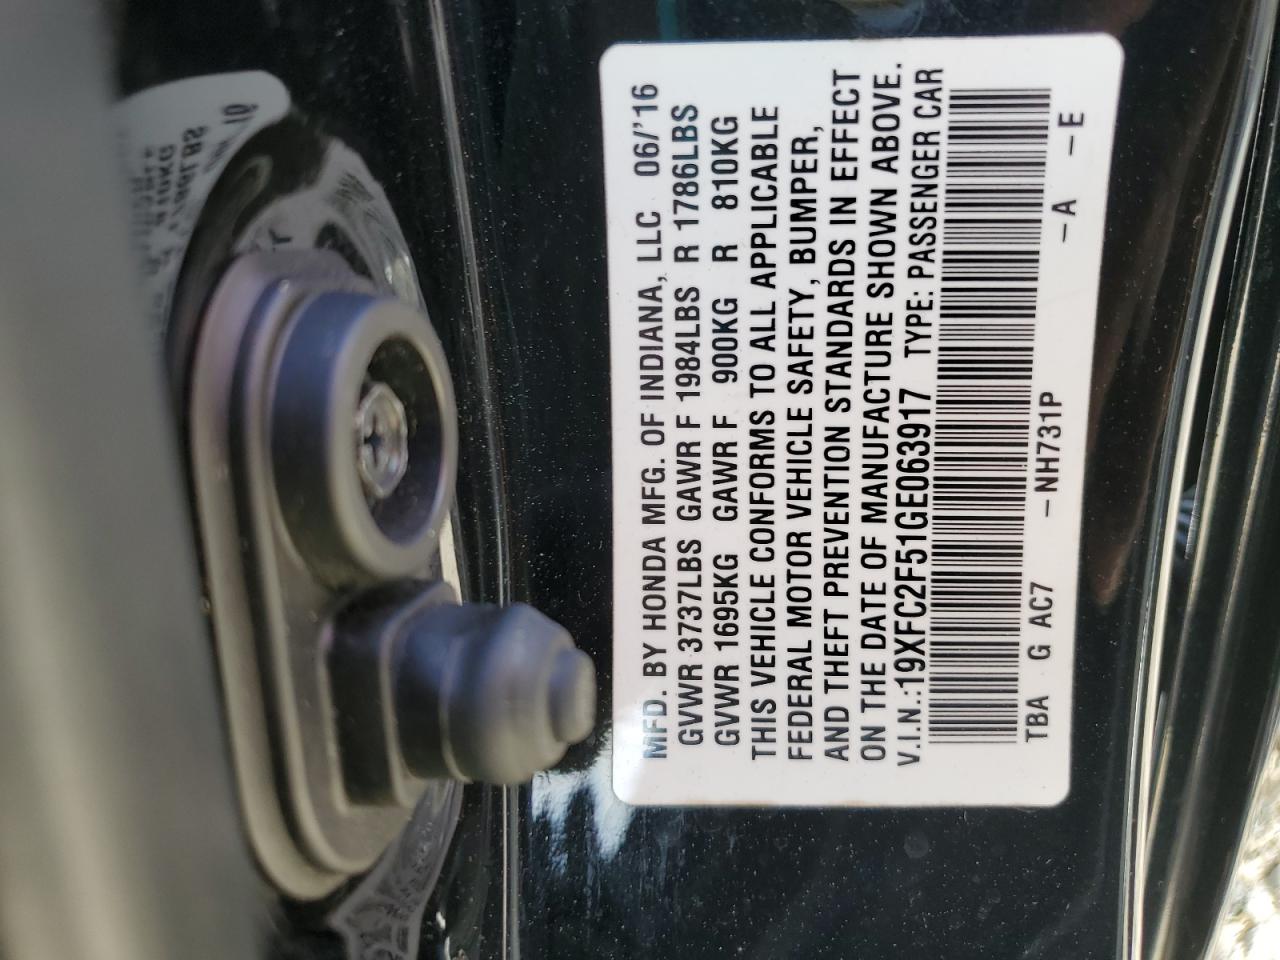 MFD. BY HONDA MFG. OF INDIANA, LLC 06/'16
GVWR 3737LBS GAWR F 1984LBS R 1786LBS
GVWR 1695KG GAWR F 900KG R 810KG
THIS VEHICLE CONFORMS TO ALL APPLICABLE
FEDERAL MOTOR VEHICLE SAFETY, BUMPER,
AND THEFT PREVENTION STANDARDS IN EFFECT
ON THE DATE OF MANUFACTURE SHOWN ABOVE.
V.I.N.:19XFC2F51GE063917 TYPE: PASSENGER CAR
TBA G AC7 –NH731P –A –E